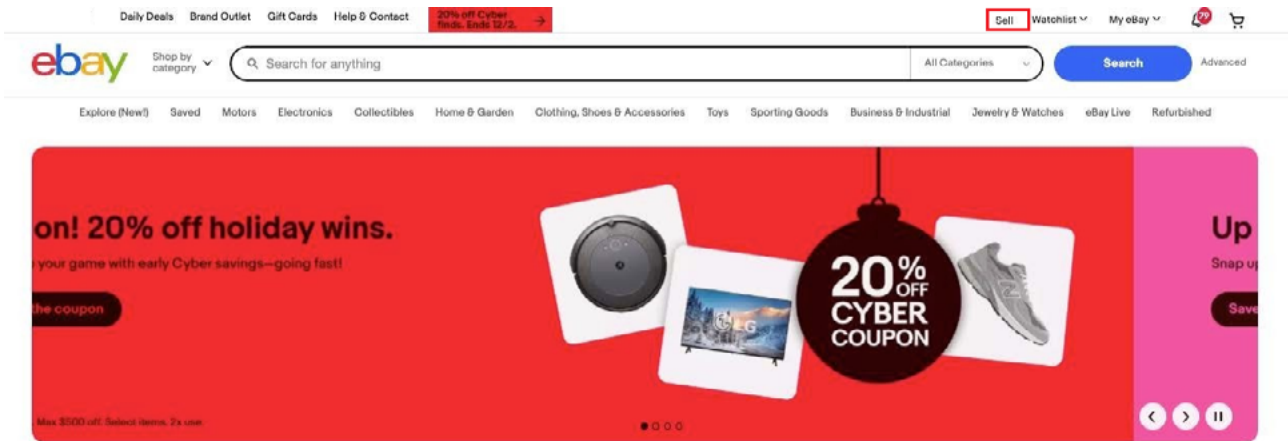 Daily Deals Brand Outlet Gift Cards Help & Contact
20% off Cyber
finds. Ends 12/2.
Sell Watchlist My eBay 79
ebay
Shop by
category
Search for anything
All Categories
Search
Advanced
Explore (New!) Saved Motors Electronics Collectibles Home & Garden Clothing, Shoes & Accessories Toys Sporting Goods Business & Industrial Jewelry & Watches eBay Live Refurbished
on! 20% off holiday wins.
your game with early Cyber savings—going fast!
the coupon
Max $500 off. Select items. 2x use.
LG
20%
OFF
CYBER
COUPON
N
Up
Snap up
Save